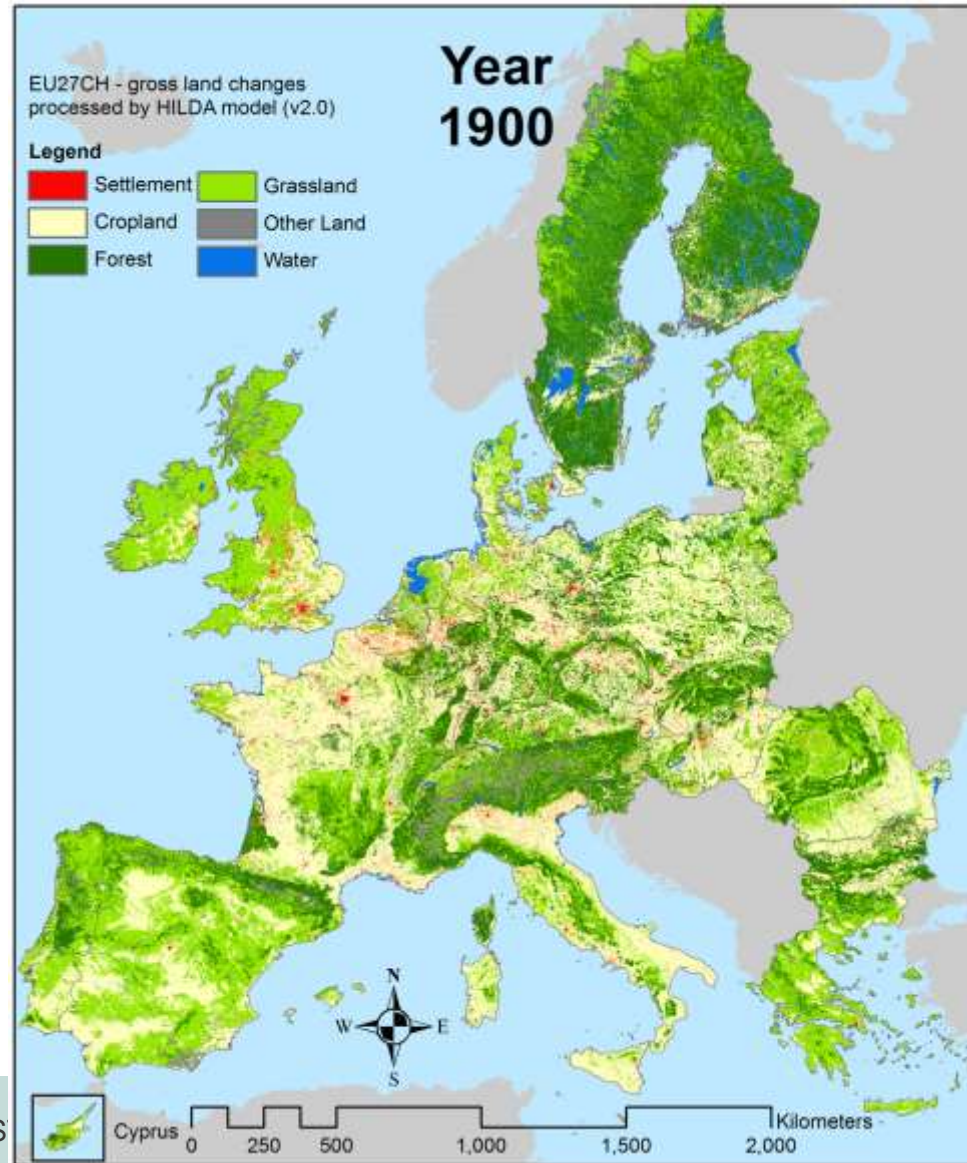 Year
1900
EU27CH - gross land changes
processed by HILDA model (v2.0)
Legend
Settlement Grassland
Cropland Other Land
Forest Water
N
W E
S
Cyprus
Kilometers
0 250 500 1,000 1,500 2,000